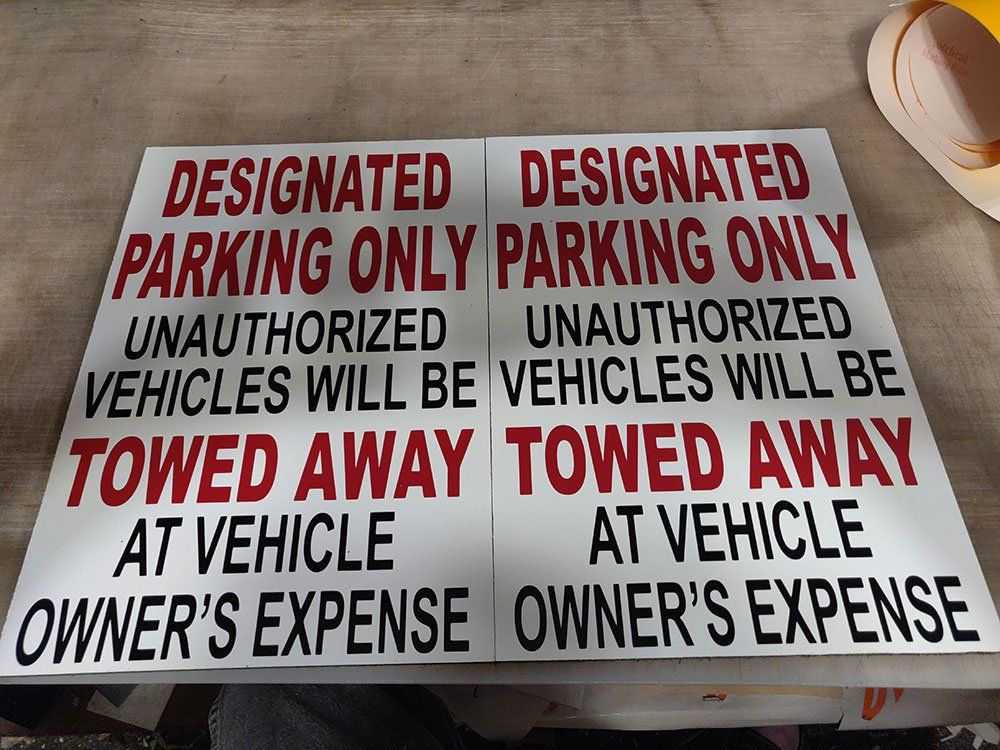 DESIGNATED
PARKING ONLY
UNAUTHORIZED
VEHICLES WILL BE
TOWED AWAY
AT VEHICLE
OWNER'S EXPENSE
DESIGNATED
PARKING ONLY
UNAUTHORIZED
VEHICLES WILL BE
TOWED AWAY
AT VEHICLE
OWNER'S EXPENSE